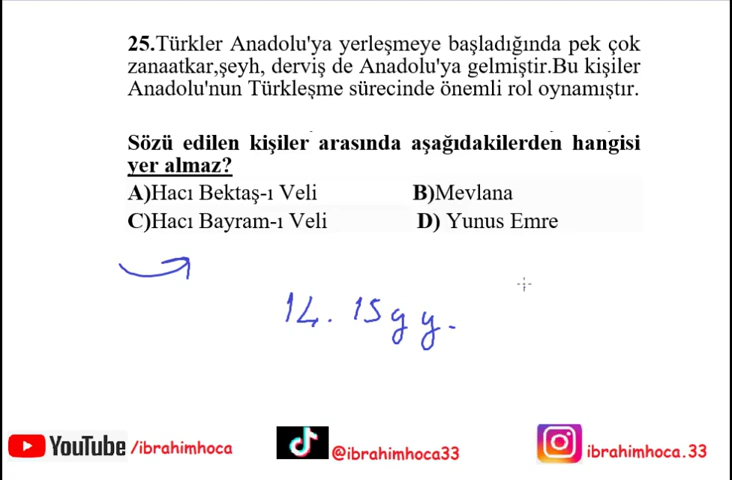 25.Türkler Anadolu'ya yerleşmeye başladığında pek çok
zanaatkar,şeyh, derviş de Anadolu'ya gelmiştir.Bu kişiler
Anadolu'nun Türkleşme sürecinde önemli rol oynamıştır.
Sözü edilen kişiler arasında aşağıdakilerden hangisi
yer almaz?
A)Hacı Bektaş-ı Veli B)Mevlana
C)Hacı Bayram-ı Veli D) Yunus Emre
14. 15 yy.
YouTube /ibrahimhoca @ibrahimhoca33 ibrahimhoca.33